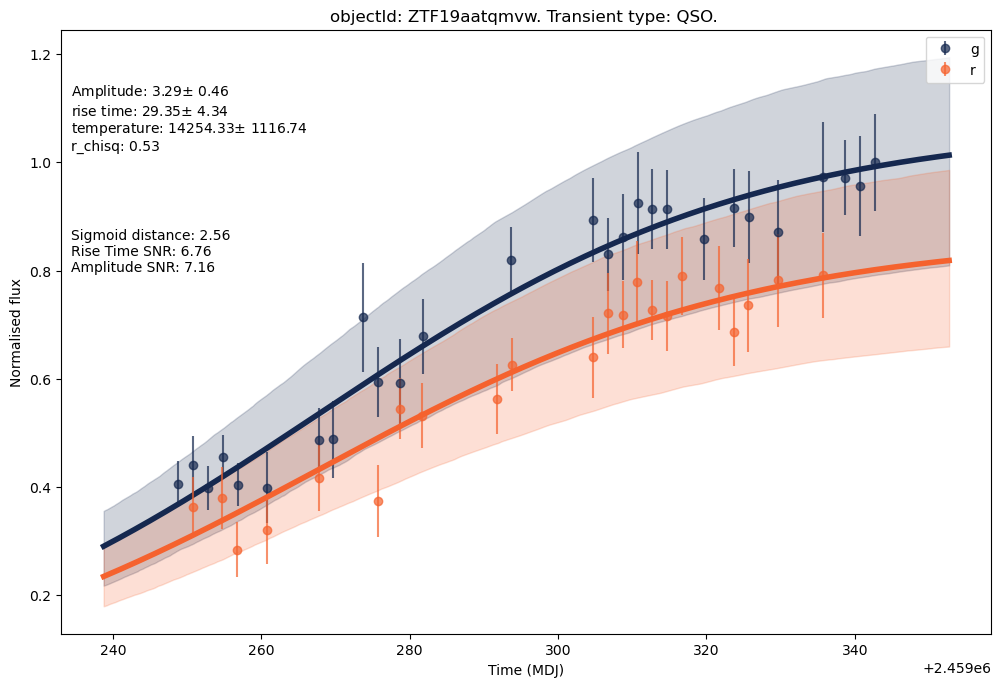 objectId: ZTF19aatqmvw. Transient type: QSO.
g
r
Amplitude: 3.29± 0.46
rise time: 29.35± 4.34
temperature: 14254.33± 1116.74
r_chisq: 0.53
Sigmoid distance: 2.56
Rise Time SNR: 6.76
Amplitude SNR: 7.16
Normalised flux
1.2
1.0
0.8
0.6
0.4
0.2
240 260 280 300 320 340
Time (MDJ)
+2.459e6